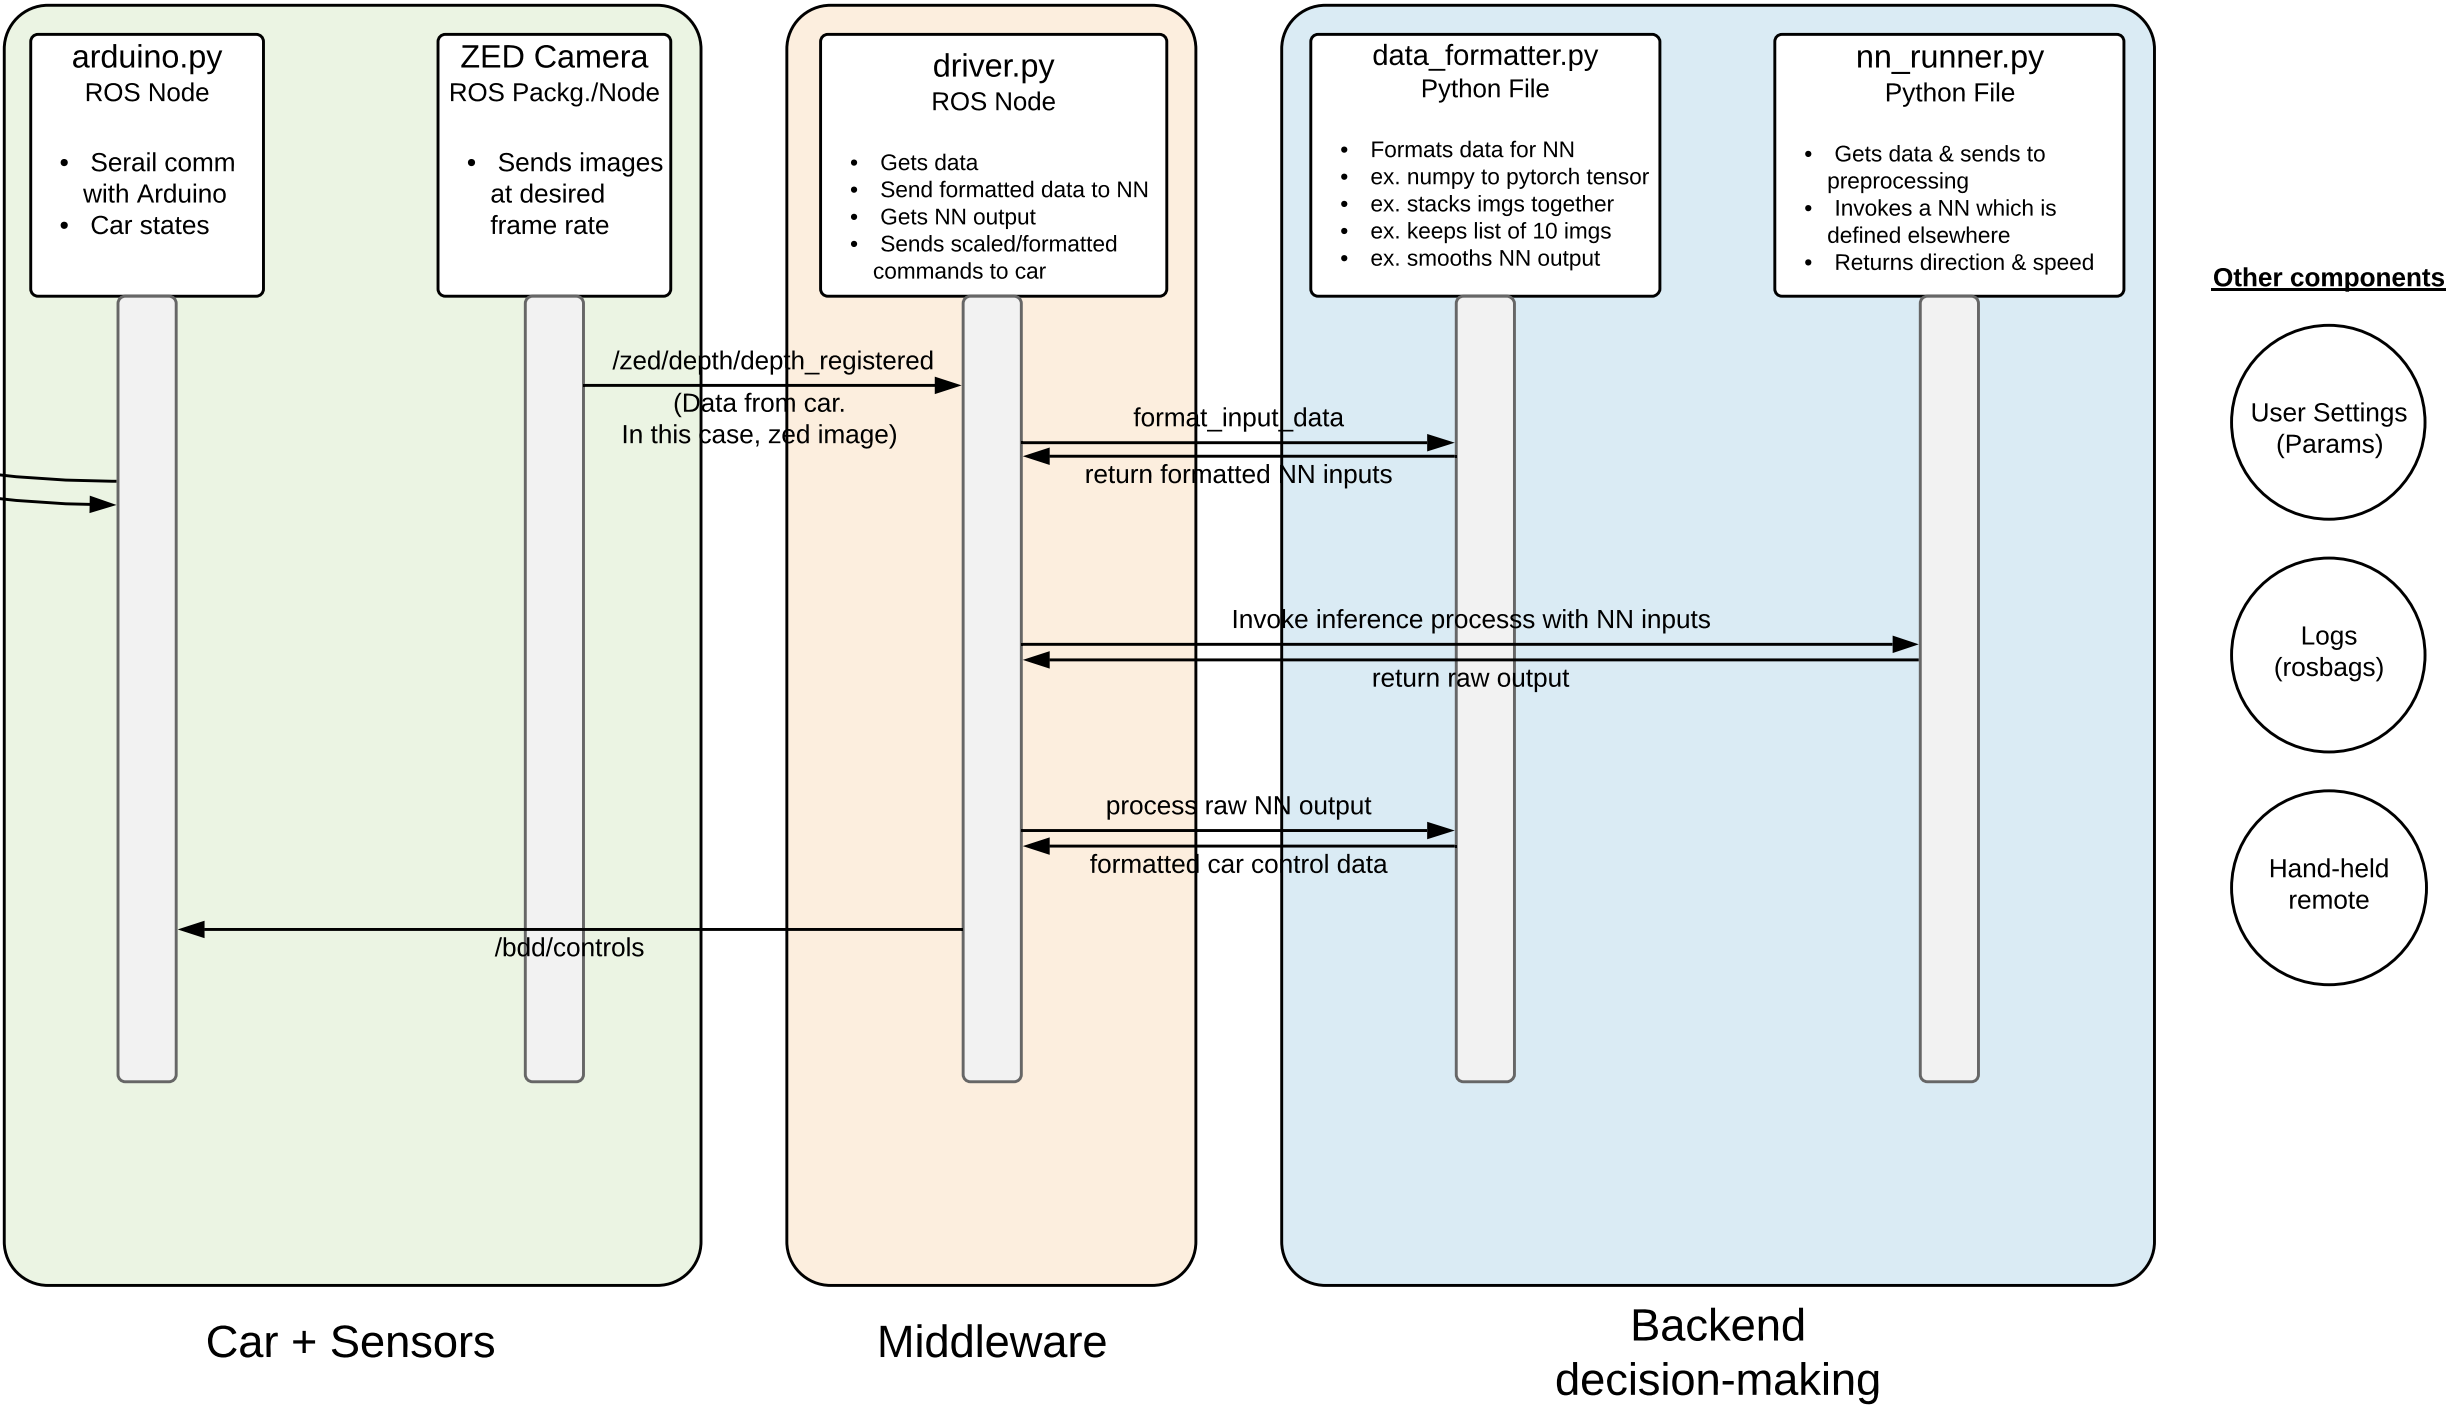 arduino.py
ROS Node
• Serail comm
with Arduino
• Car states
ZED Camera
ROS Packg./Node
• Sends images
at desired
frame rate
driver.py
ROS Node
• Gets data
• Send formatted data to NN
• Gets NN output
• Sends scaled/formatted
commands to car
data_formatter.py
Python File
• Formats data for NN
• ex. numpy to pytorch tensor
• ex. stacks imgs together
• ex. keeps list of 10 imgs
• ex. smooths NN output
nn_runner.py
Python File
• Gets data & sends to
preprocessing
• Invokes a NN which is
defined elsewhere
• Returns direction & speed
/zed/depth/depth_registered
(Data from car.
In this case, zed image)
format_input_data
return formatted NN inputs
Invoke inference processs with NN inputs
return raw output
process raw NN output
formatted car control data
/bdd/controls
Other components
User Settings
(Params)
Logs
(rosbags)
Hand-held
remote
Car + Sensors
Middleware
Backend
decision-making